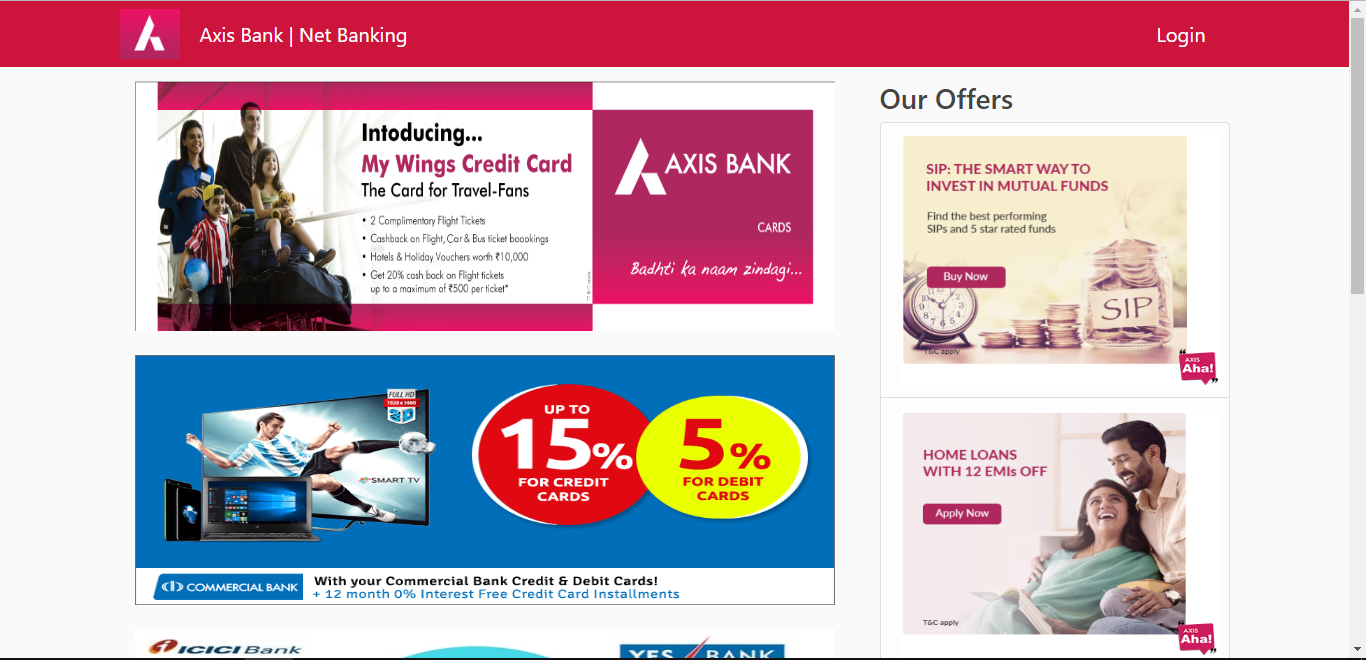 Axis Bank | Net Banking
Login
Intoducing...
My Wings Credit Card
The Card for Travel-Fans
• 2 Complimentary Flight Tickets
• Cashback on Flight, Car & Bus ticket boookings
• Hotels & Holiday Vouchers worth ₹10,000
• Get 20% cash back on Flight tickets
up to a maximum of ₹500 per ticket*
AXIS BANK
CARDS
Badhti ka naam zindagi...
FULL HD
1920 x 1080
3D
SMART TV
UP TO
15%
FOR CREDIT
CARDS
5%
FOR DEBIT
CARDS
COMMERCIAL BANK
With your Commercial Bank Credit & Debit Cards!
+ 12 month 0% Interest Free Credit Card Installments
ICICI Bank
YES BANK
Our Offers
SIP: THE SMART WAY TO
INVEST IN MUTUAL FUNDS
Find the best performing
SIPs and 5 star rated funds
Buy Now
SIP
T&C apply
AXIS
Aha!
HOME LOANS
WITH 12 EMIs OFF
Apply Now
T&C apply
AXIS
Aha!